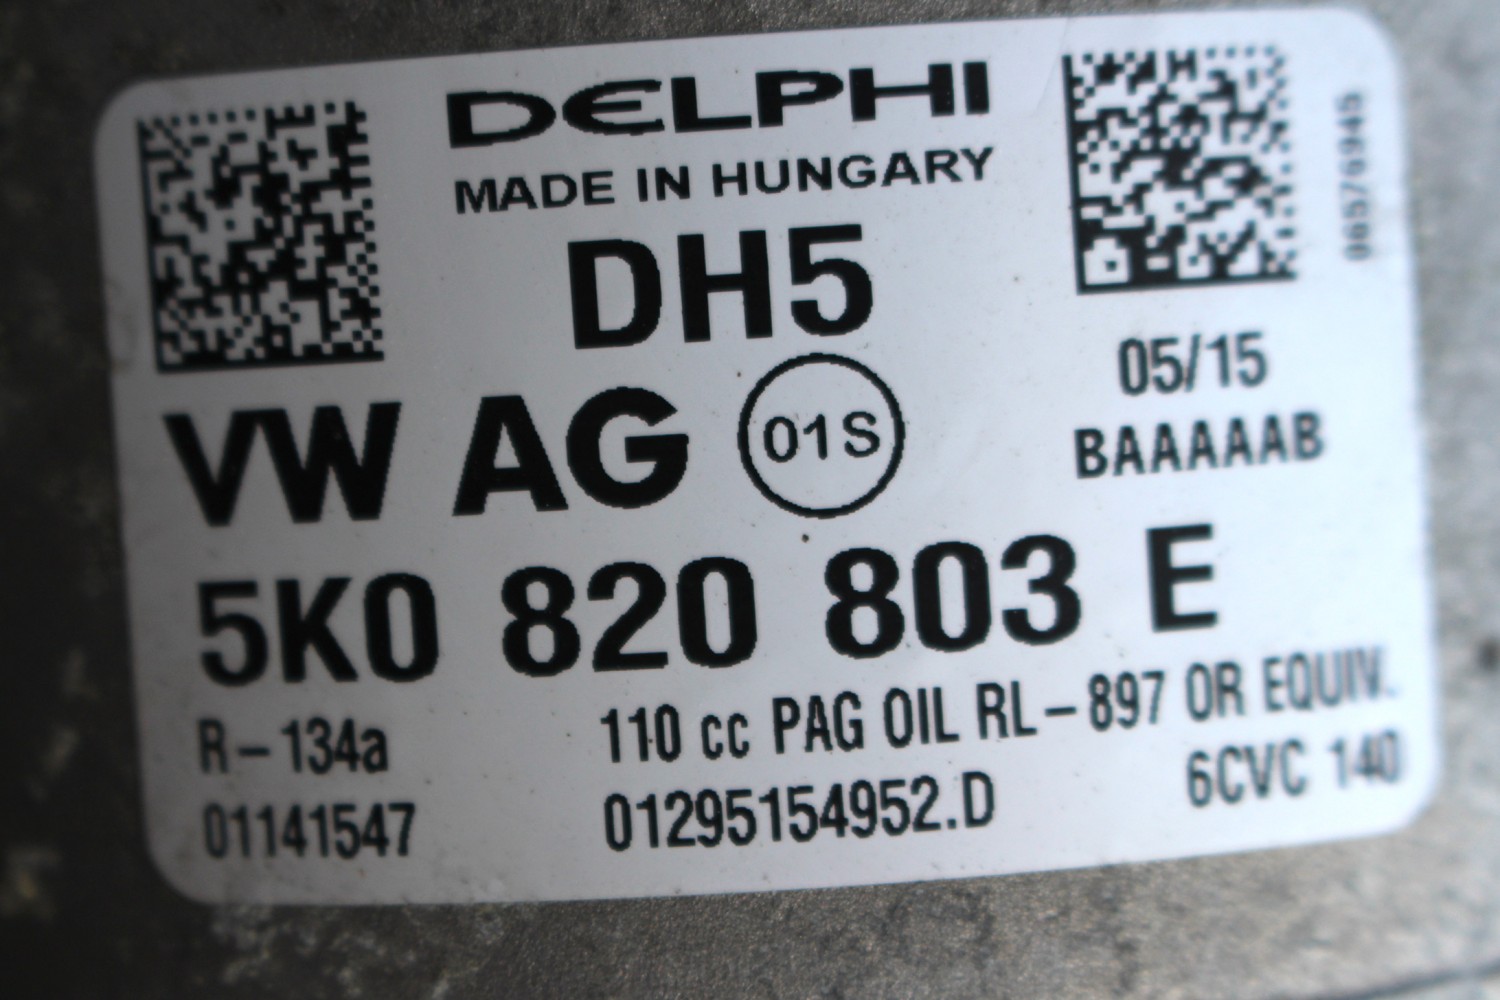 DELPHI
MADE IN HUNGARY
06576945
DH5
05/15
VW AG 01S
BAAAAAB
5K0 820 803 E
R-134a 110 cc PAG OIL RL-897 OR EQUIV.
6CVC 140
01141547 01295154952.D